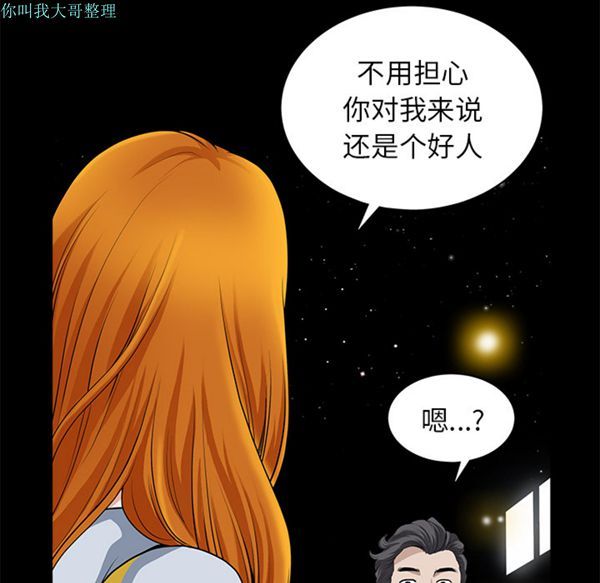 你叫我大哥整理
不用担心
你对我来说
还是个好人
嗯...?